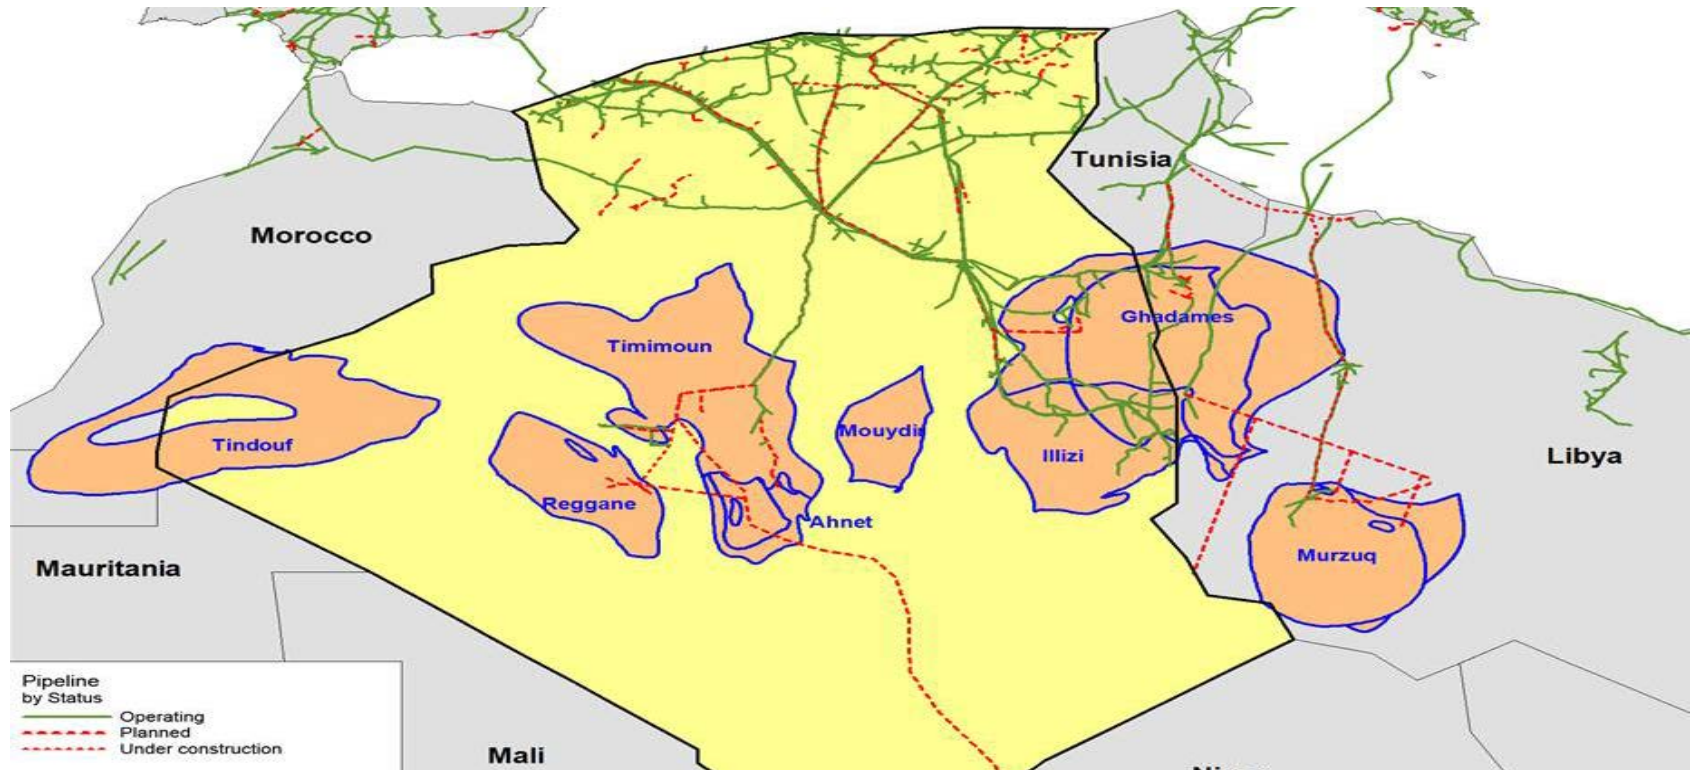 Tunisia
Morocco
Ghadames
Timimoun
Mouydir
Tindouf
Illizi
Libya
Reggane
Ahnet
Murzuq
Mauritania
Pipeline
by Status
Operating
Planned
Under construction
Mali